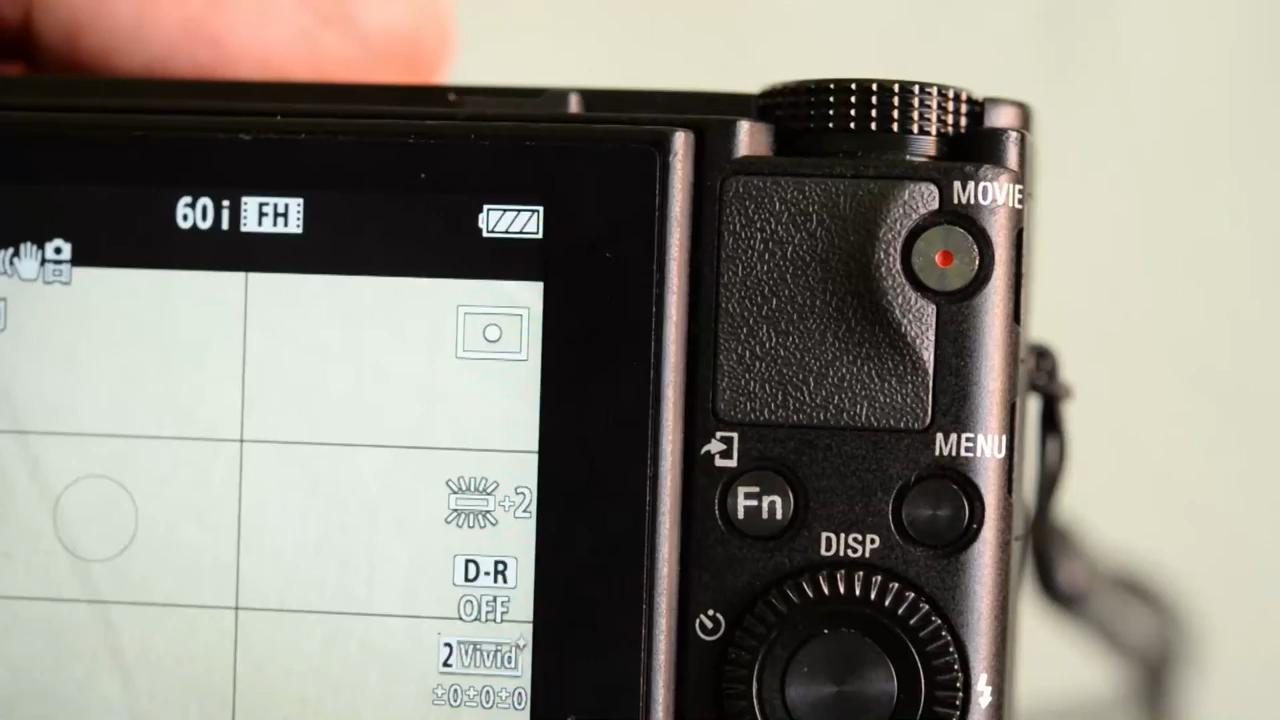 60i FH
MOVIE
+2
MENU
Fn
DISP
D-R
OFF
2 Vivid
±0±0±0